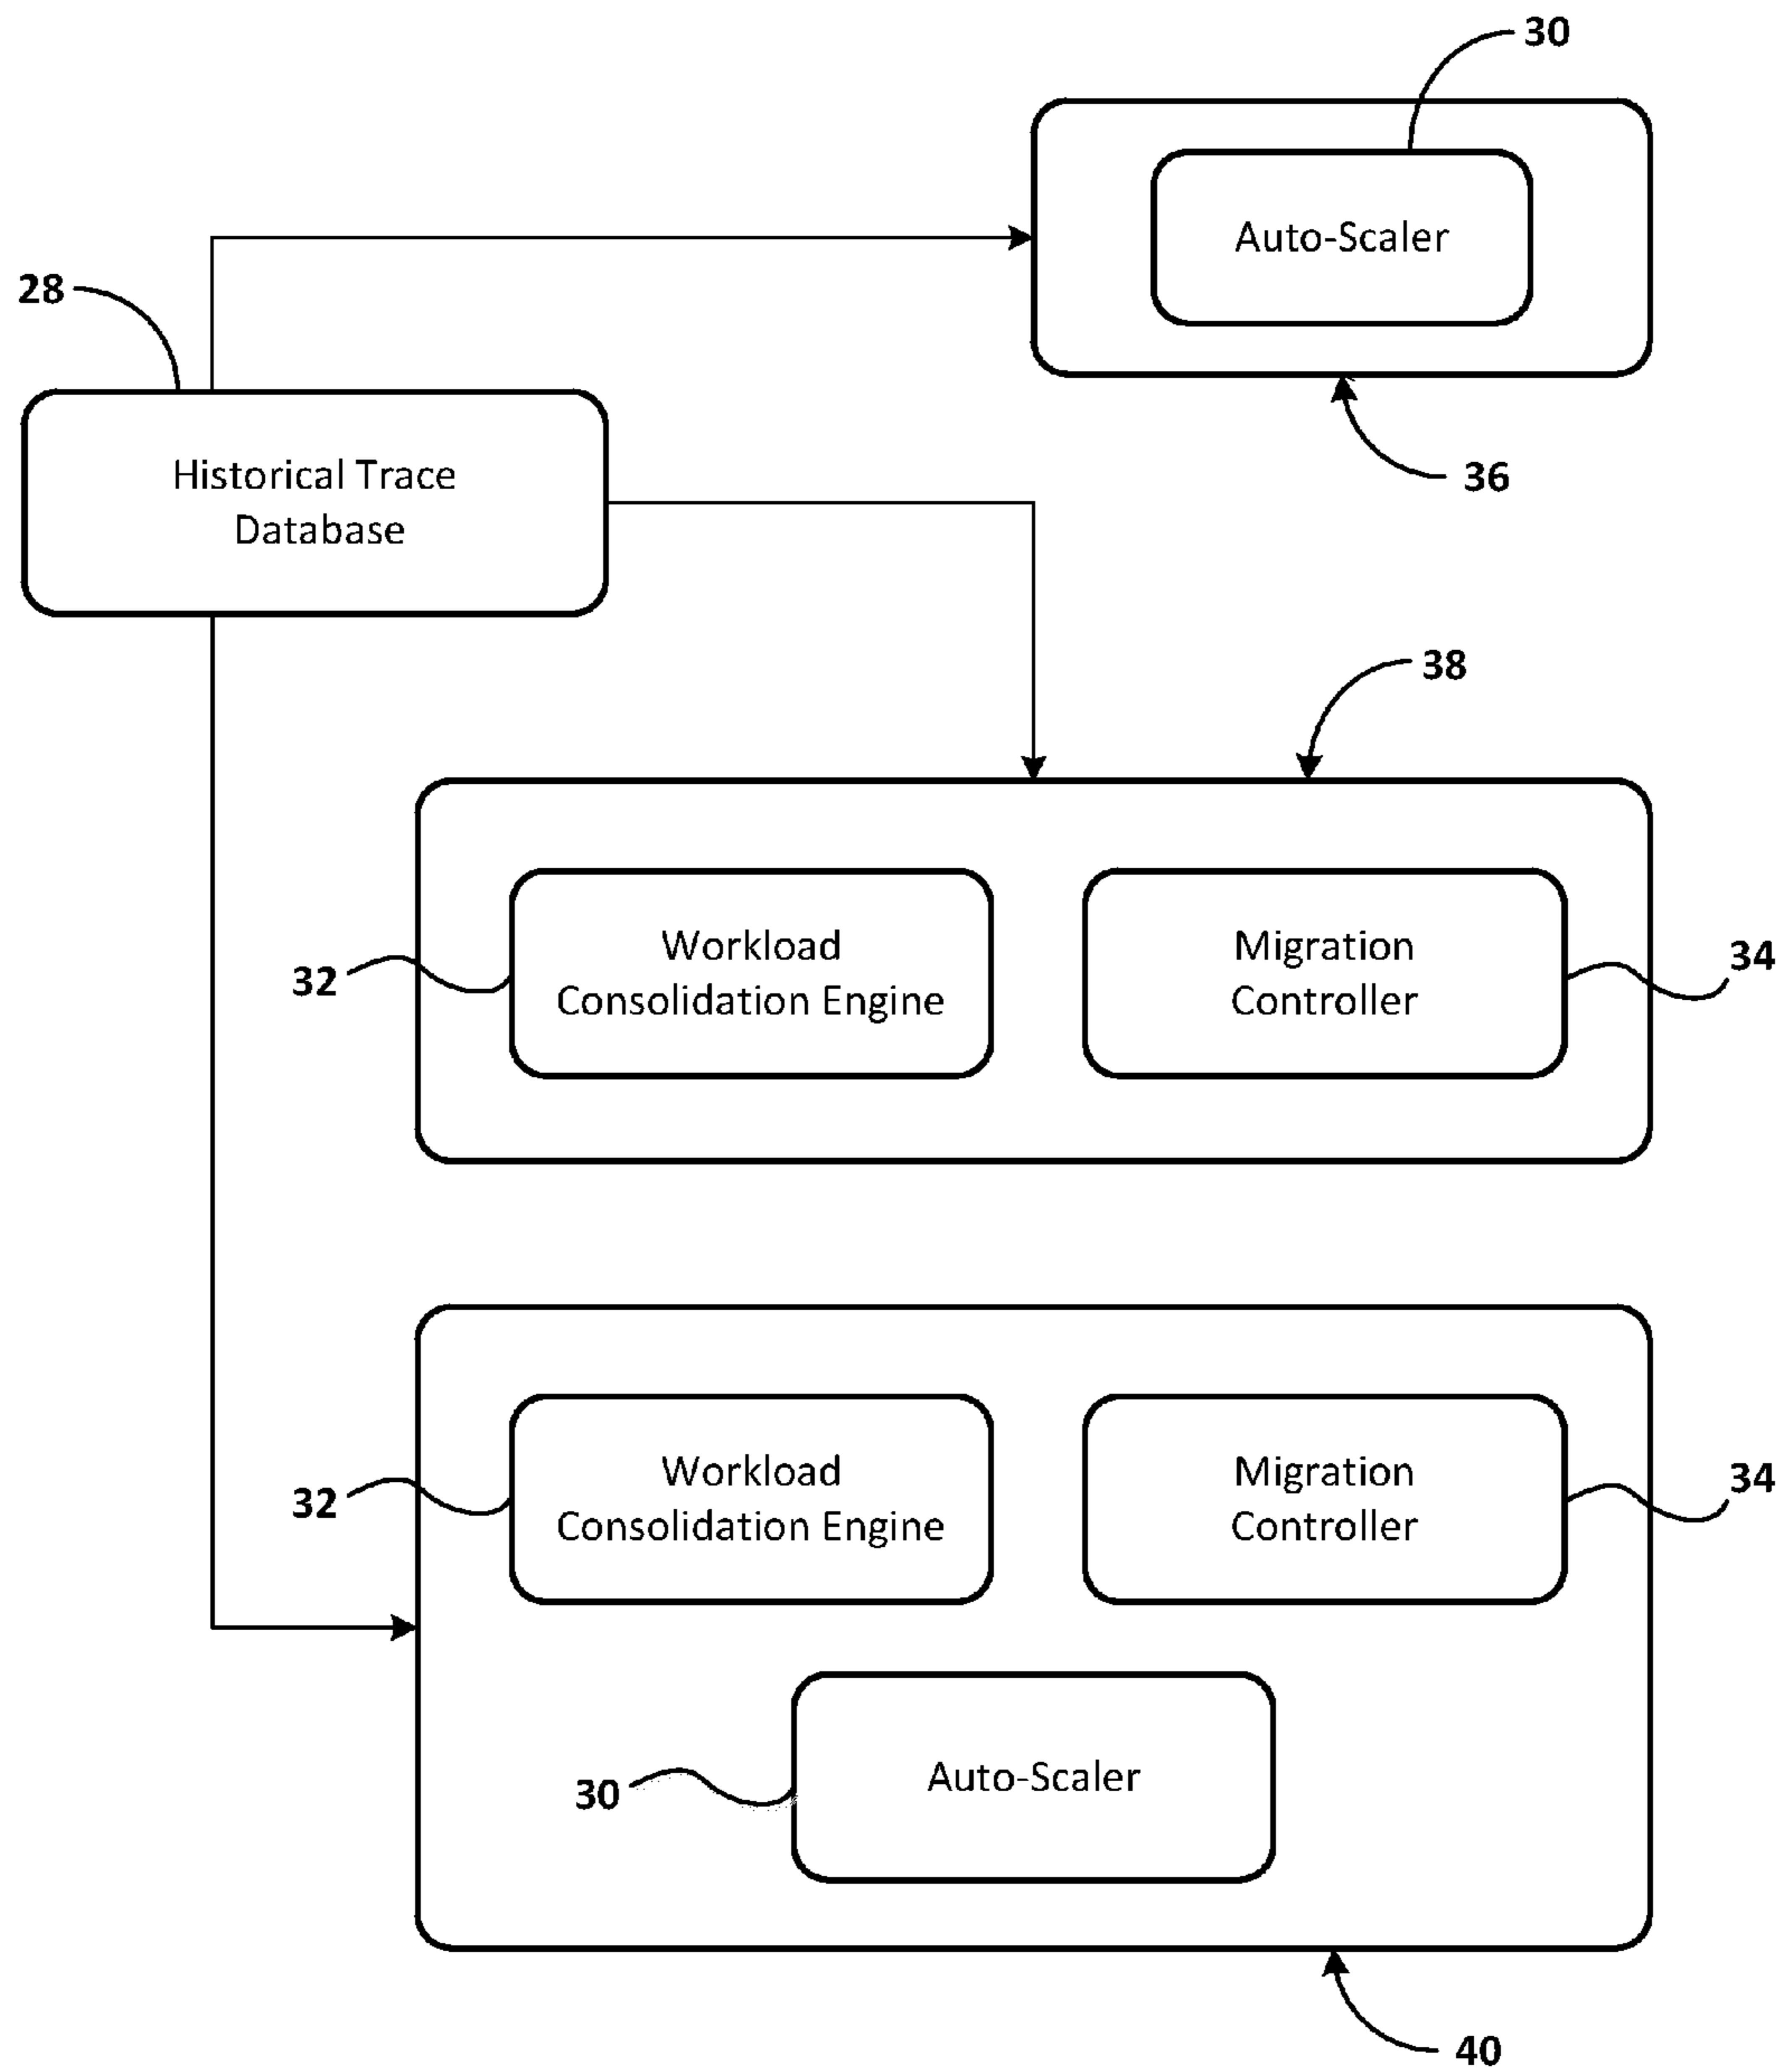 30
Auto-Scaler
28
Historical Trace
Database
36
38
32
Workload
Consolidation Engine
Migration
Controller
34
32
Workload
Consolidation Engine
Migration
Controller
34
30
Auto-Scaler
40